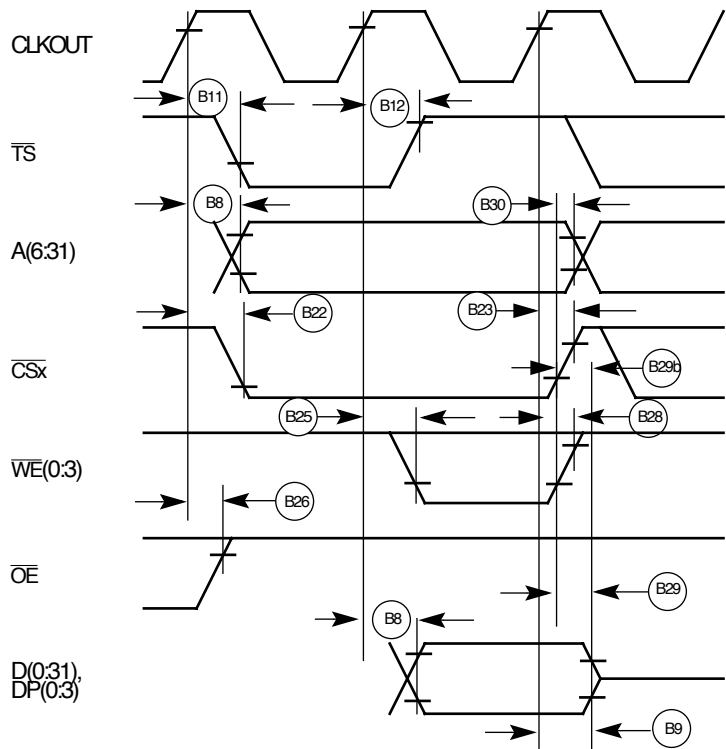 CLKOUT
B11
B12
TS
B8
B30
A(6:31)
B22
B23
CSx
B29b
B25
B28
WE(0:3)
B26
OE
B29
B8
D(0:31),
DP(0:3)
B9